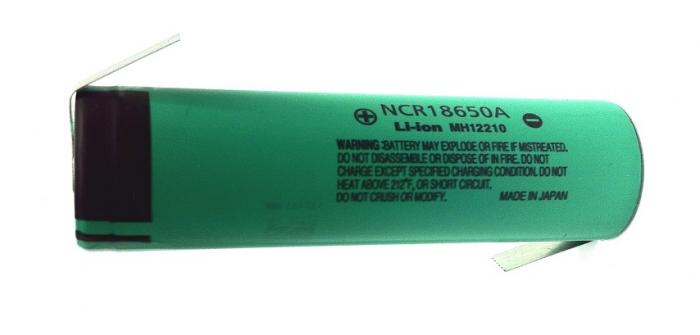 ⊕ NCR18650A ⊖
Li-ion MH12210
WARNING :BATTERY MAY EXPLODE OR FIRE IF MISTREATED.
DO NOT DISASSEMBLE OR DISPOSE OF IN FIRE. DO NOT
CHARGE EXCEPT SPECIFIED CHARGING CONDITION. DO NOT
HEAT ABOVE 212°F, OR SHORT CIRCUIT.
DO NOT CRUSH OR MODIFY. MADE IN JAPAN